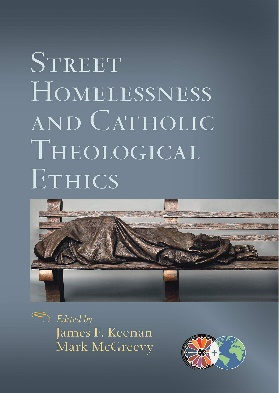 STREET
HOMELESSNESS
AND CATHOLIC
THEOLOGICAL
ETHICS
Edited by
James F. Keenan
Mark McGreevy